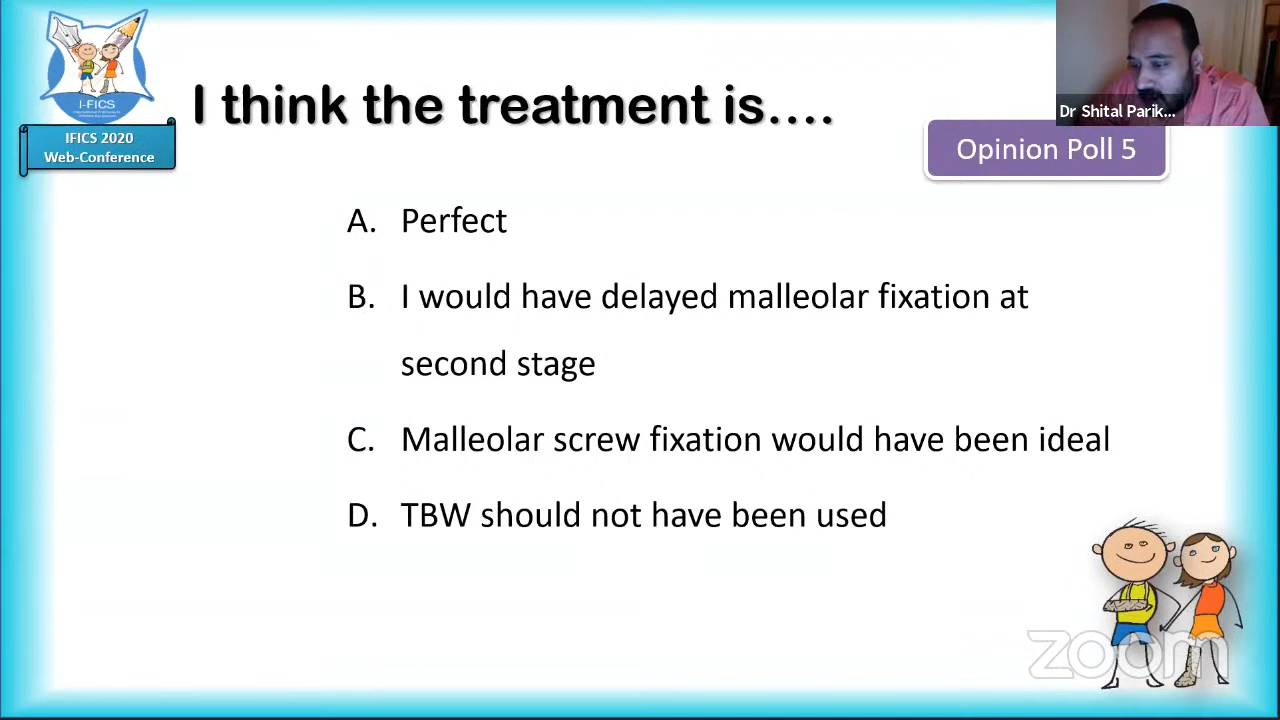 I-FICS
IFICS 2020
Web-Conference
I think the treatment is....
Dr Shital Parik...
Opinion Poll 5
A. Perfect
B. I would have delayed malleolar fixation at
second stage
C. Malleolar screw fixation would have been ideal
D. TBW should not have been used
zoom